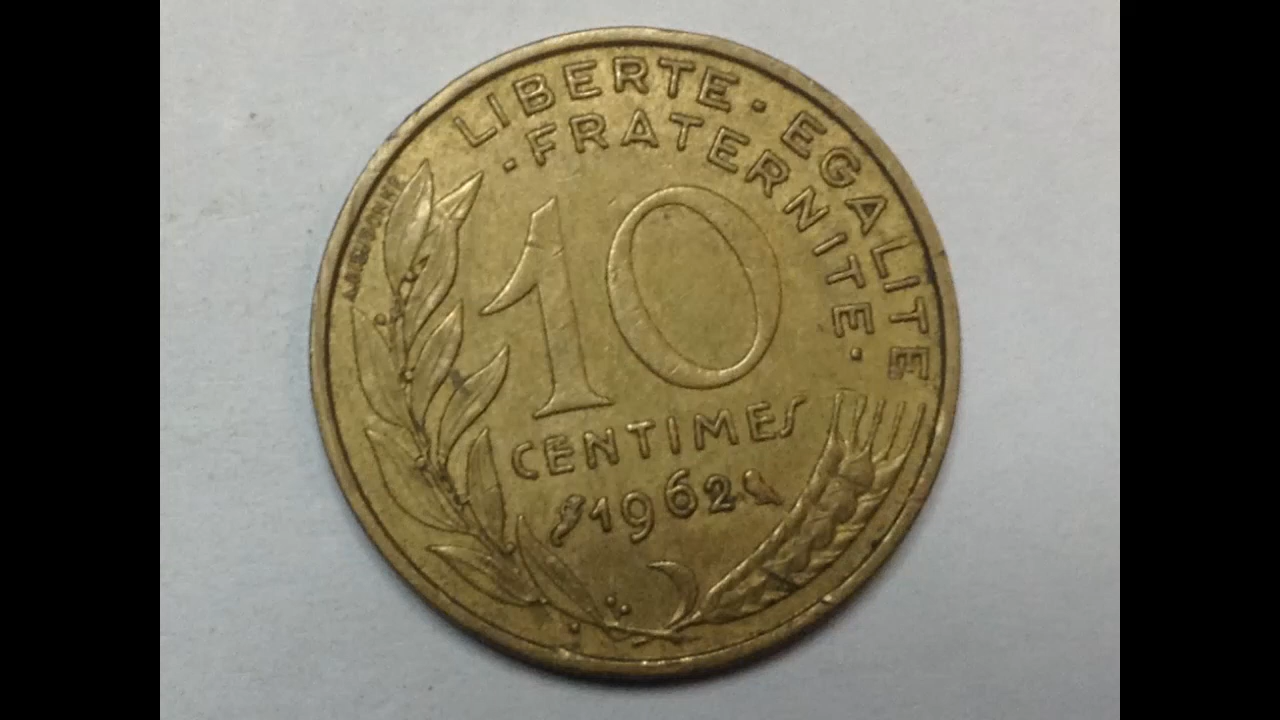 LIBERTE · EGALITE
· FRATERNITE ·
10
CENTIMES
1962